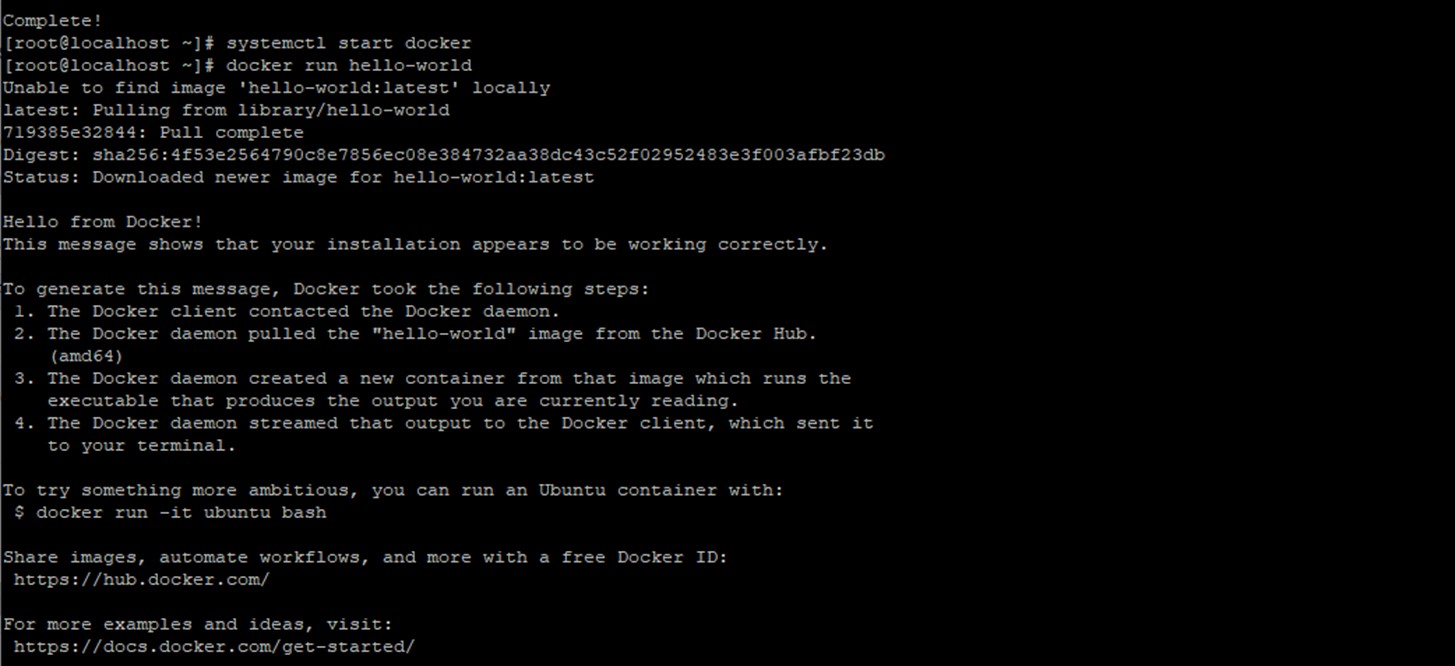 Complete!
[root@localhost ~]# systemctl start docker
[root@localhost ~]# docker run hello-world
Unable to find image 'hello-world:latest' locally
latest: Pulling from library/hello-world
719385e32844: Pull complete
Digest: sha256:4f53e2564790c8e7856ec08e384732aa38dc43c52f02952483e3f003afbf23db
Status: Downloaded newer image for hello-world:latest

Hello from Docker!
This message shows that your installation appears to be working correctly.

To generate this message, Docker took the following steps:
 1. The Docker client contacted the Docker daemon.
 2. The Docker daemon pulled the "hello-world" image from the Docker Hub.
    (amd64)
 3. The Docker daemon created a new container from that image which runs the
    executable that produces the output you are currently reading.
 4. The Docker daemon streamed that output to the Docker client, which sent it
    to your terminal.

To try something more ambitious, you can run an Ubuntu container with:
 $ docker run -it ubuntu bash

Share images, automate workflows, and more with a free Docker ID:
 https://hub.docker.com/

For more examples and ideas, visit:
 https://docs.docker.com/get-started/